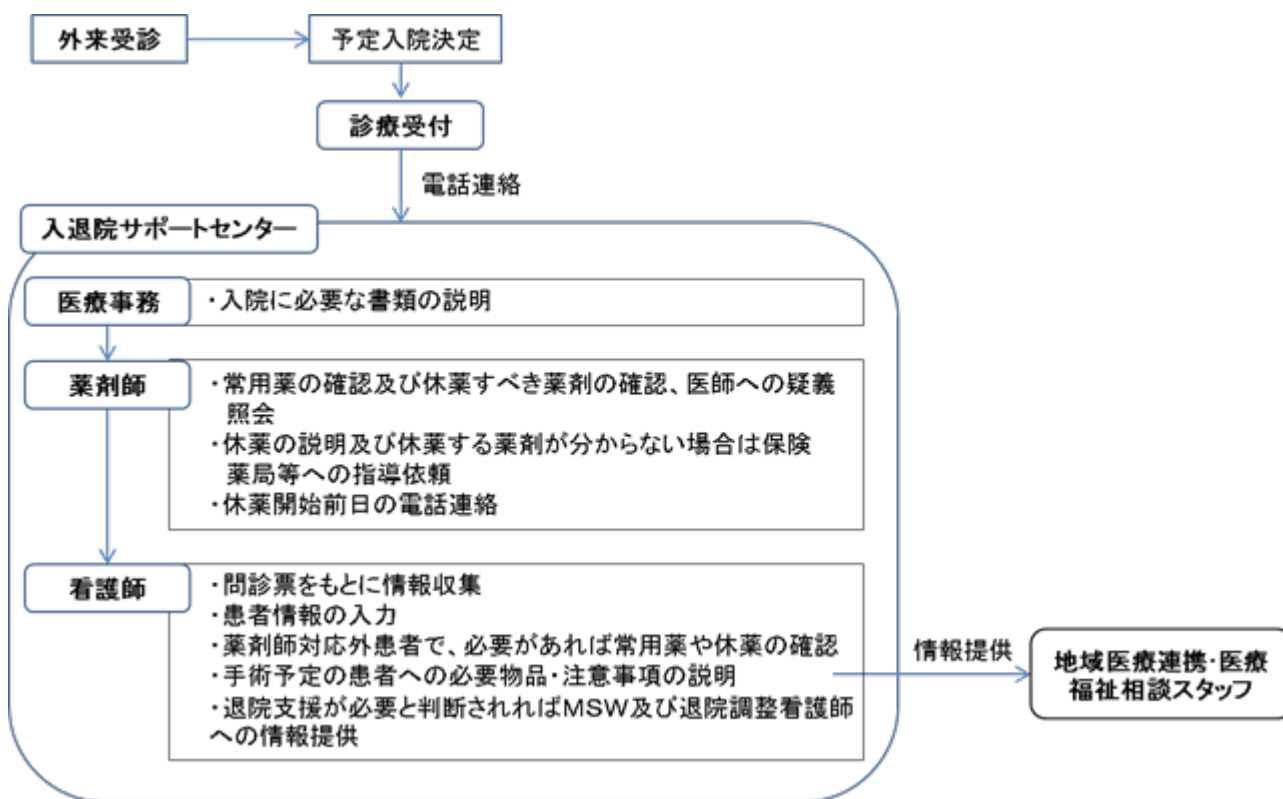 外来受診
予定入院決定
診療受付
電話連絡
入退院サポートセンター
医療事務
・入院に必要な書類の説明
薬剤師
・常用薬の確認及び休薬すべき薬剤の確認、医師への疑義
照会
・休薬の説明及び休薬する薬剤が分からない場合は保険
薬局等への指導依頼
・休薬開始前日の電話連絡
看護師
・問診票をもとに情報収集
・患者情報の入力
・薬剤師対応外患者で、必要があれば常用薬や休薬の確認
・手術予定の患者への必要物品・注意事項の説明
・退院支援が必要と判断されればMSW及び退院調整看護師
への情報提供
情報提供
地域医療連携・医療
福祉相談スタッフ